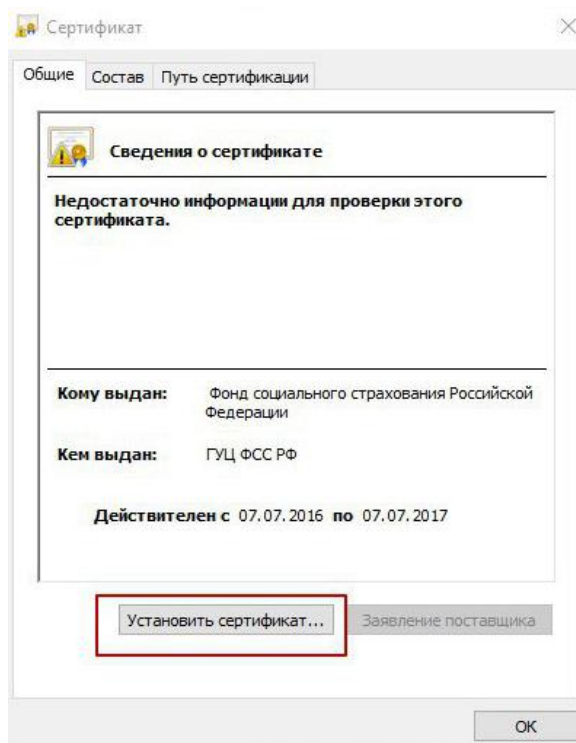 Сертификат
Общие Состав Путь сертификации
Сведения о сертификате
Недостаточно информации для проверки этого
сертификата.
Кому выдан: Фонд социального страхования Российской
Федерации
Кем выдан: ГУЦ ФСС РФ
Действителен с 07.07.2016 по 07.07.2017
Установить сертификат... Заявление поставщика
ОК